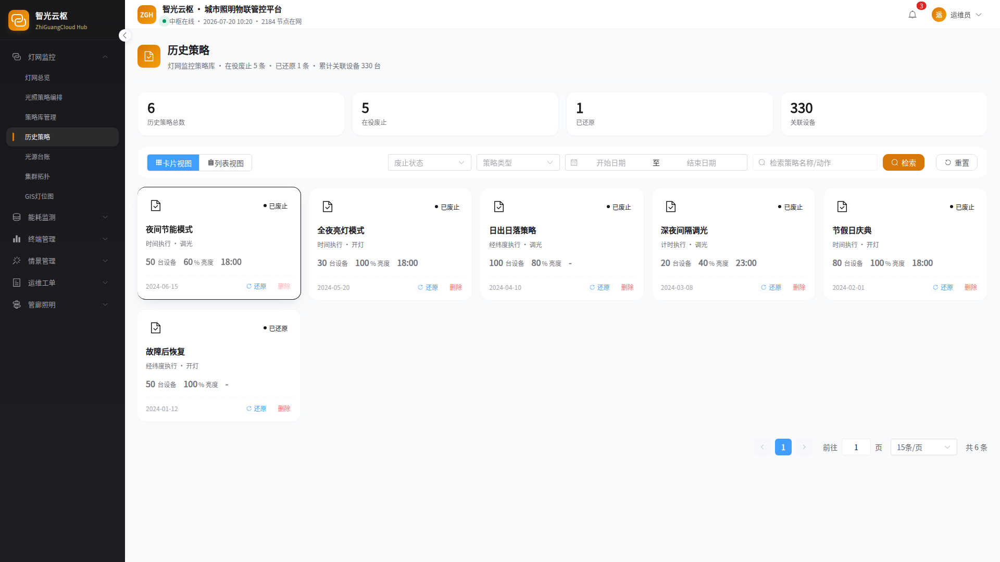 智光云枢
ZhiGuangCloud Hub
灯网监控
灯网总览
光照策略编排
策略库管理
历史策略
光源台账
集群拓扑
GIS灯位图
能耗监测
终端管理
情景管理
运维工单
管廊照明
ZGH
智光云枢 · 城市照明物联管控平台
中枢在线 · 2026-07-20 10:20 · 2184 节点在网
3
运 运维员
历史策略
灯网监控策略库 · 在役废止 5 条 · 已还原 1 条 · 累计关联设备 330 台
6
历史策略总数
5
在役废止
1
已还原
330
关联设备
卡片视图 列表视图 废止状态 策略类型 开始日期 至 结束日期 检索策略名称/动作 检索 重置
已废止
夜间节能模式
时间执行 · 调光
50 台设备 60 % 亮度 18:00
2024-06-15 还原 删除
已废止
全夜亮灯模式
时间执行 · 开灯
30 台设备 100 % 亮度 18:00
2024-05-20 还原 删除
已废止
日出日落策略
经纬度执行 · 调光
100 台设备 80 % 亮度 -
2024-04-10 还原 删除
已废止
深夜间隔调光
计时执行 · 调光
20 台设备 40 % 亮度 23:00
2024-03-08 还原 删除
已废止
节假日庆典
时间执行 · 开灯
80 台设备 100 % 亮度 18:00
2024-02-01 还原 删除
已还原
故障后恢复
经纬度执行 · 开灯
50 台设备 100 % 亮度 -
2024-01-12 还原 删除
1 前往 1 页 15条/页 共 6 条